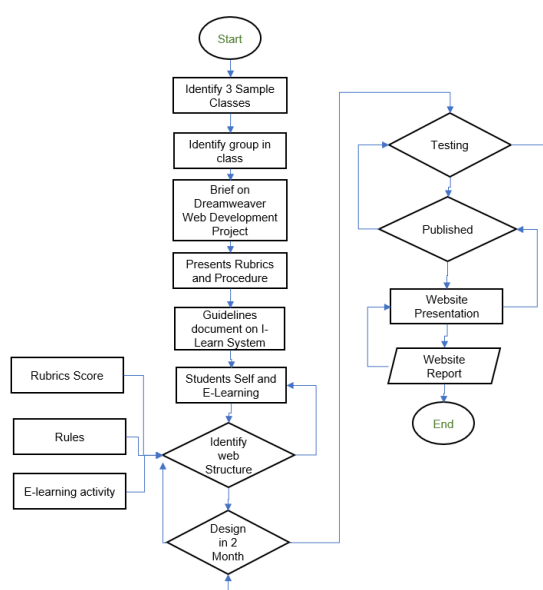 Start
Identify 3 Sample
Classes
Identify group in
class
Brief on
Dreamweaver
Web Development
Project
Presents Rubrics
and Procedure
Guidelines
document on I-
Learn System
Students Self and
E-Learning
Rubrics Score
Rules
E-learning activity
Identify
web
Structure
Design
in 2
Month
Testing
Published
Website
Presentation
Website
Report
End